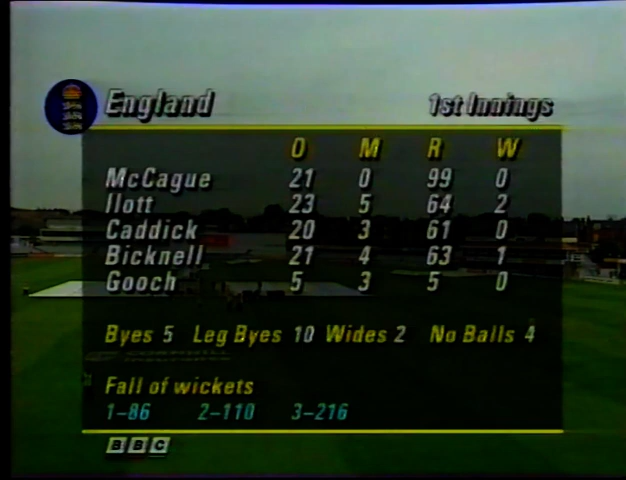 England 1st Innings
O M R W
McCague 21 0 99 0
Ilott 23 5 64 2
Caddick 20 3 61 0
Bicknell 21 4 63 1
Gooch 5 3 5 0
Byes 5 Leg Byes 10 Wides 2 No Balls 4
CORNHILL
INSURANCE
Fall of wickets
1-86 2-110 3-216
BBC